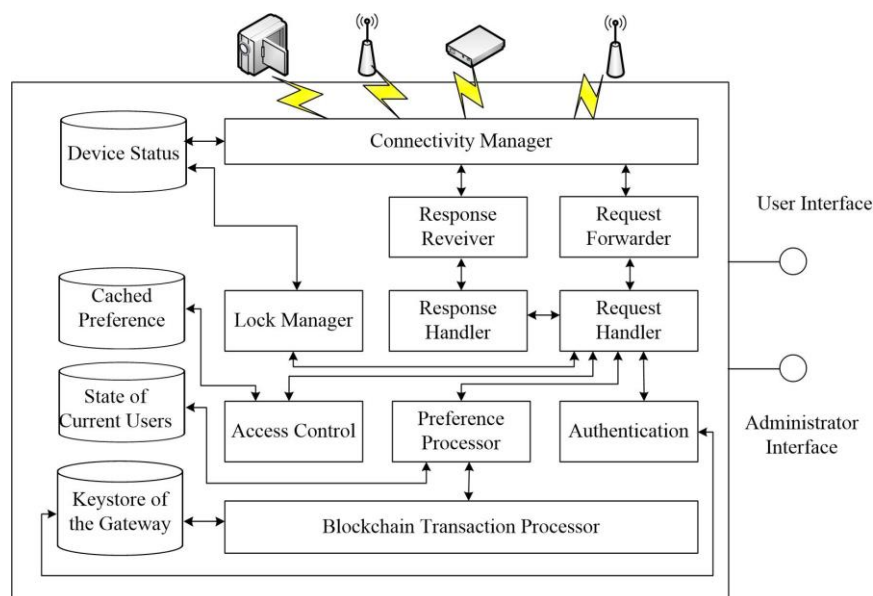 Connectivity Manager
Device Status
Response
Reveiver
Request
Forwarder
User Interface
Cached
Preference
Lock Manager
Response
Handler
Request
Handler
State of
Current Users
Access Control
Preference
Processor
Authentication
Administrator
Interface
Keystore of
the Gateway
Blockchain Transaction Processor